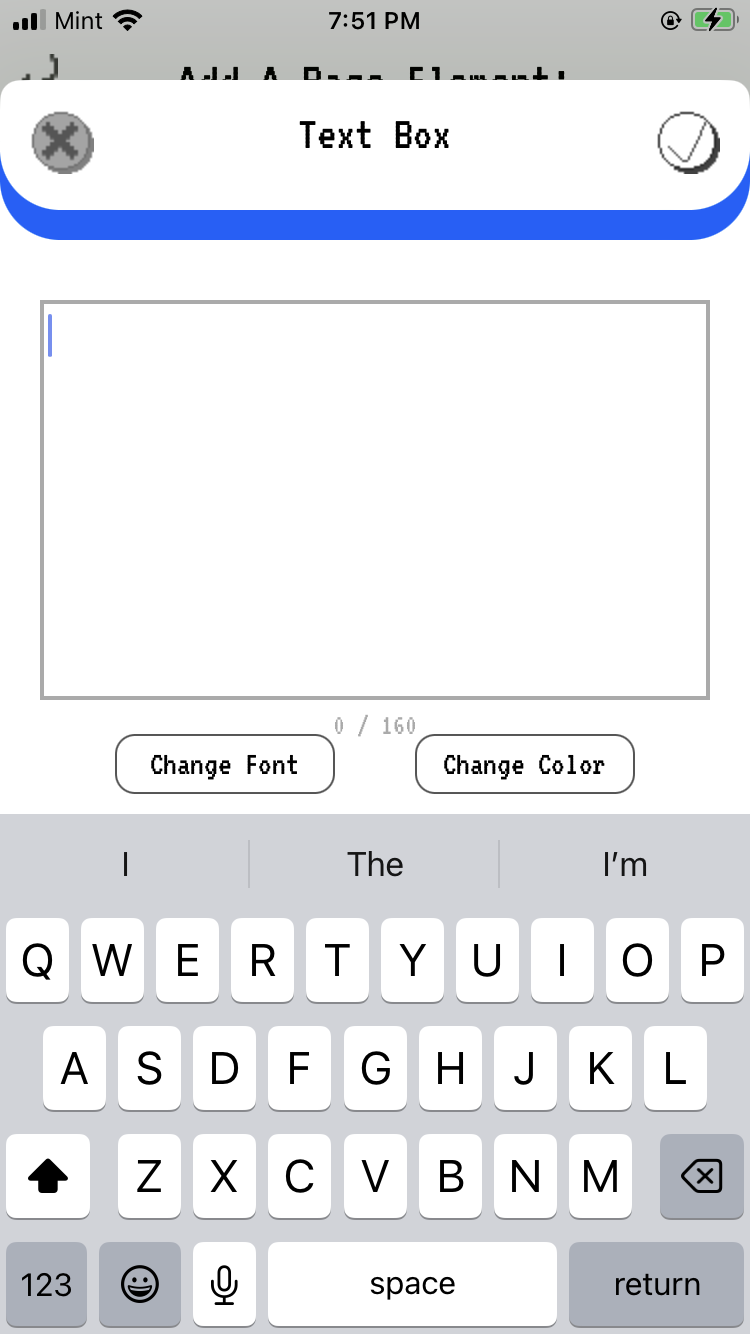 Mint 7:51 PM
Add A Page Element:
Text Box
0 / 160
Change Font Change Color
I The I'm
Q W E R T Y U I O P
A S D F G H J K L
Z X C V B N M
123 space return